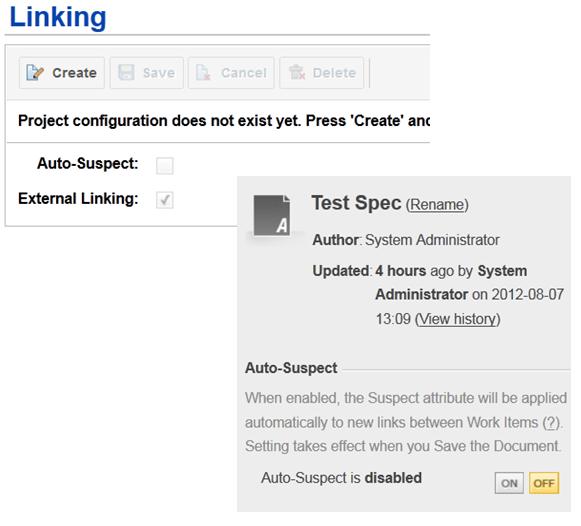 Linking
Create Save Cancel Delete
Project configuration does not exist yet. Press 'Create' and
Auto-Suspect:
External Linking:
A
Test Spec (Rename)
Author: System Administrator
Updated: 4 hours ago by System
Administrator on 2012-08-07
13:09 (View history)
Auto-Suspect
When enabled, the Suspect attribute will be applied
automatically to new links between Work Items (?).
Setting takes effect when you Save the Document.
Auto-Suspect is disabled ON OFF